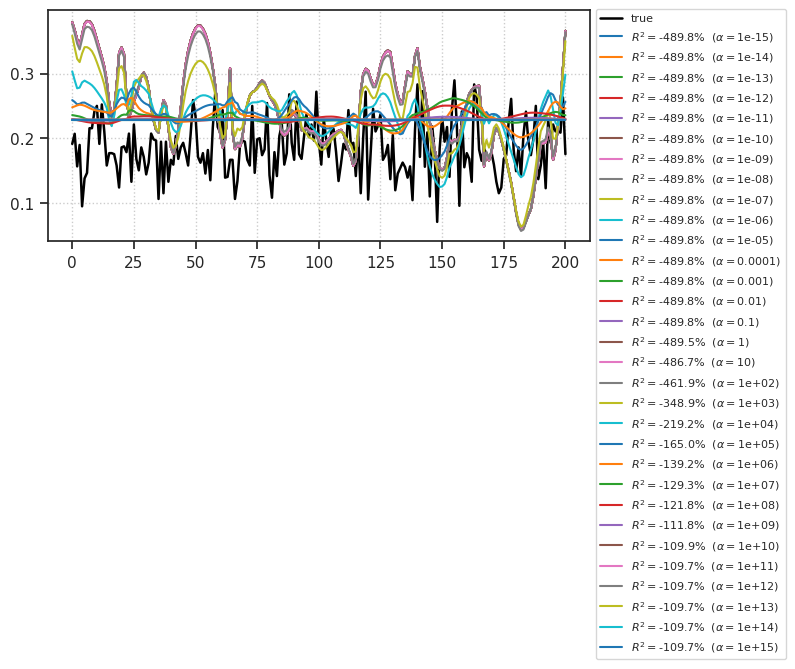 0.3
0.2
0.1
0 25 50 75 100 125 150 175 200
true
R² = -489.8% (α = 1e-15)
R² = -489.8% (α = 1e-14)
R² = -489.8% (α = 1e-13)
R² = -489.8% (α = 1e-12)
R² = -489.8% (α = 1e-11)
R² = -489.8% (α = 1e-10)
R² = -489.8% (α = 1e-09)
R² = -489.8% (α = 1e-08)
R² = -489.8% (α = 1e-07)
R² = -489.8% (α = 1e-06)
R² = -489.8% (α = 1e-05)
R² = -489.8% (α = 0.0001)
R² = -489.8% (α = 0.001)
R² = -489.8% (α = 0.01)
R² = -489.8% (α = 0.1)
R² = -489.5% (α = 1)
R² = -486.7% (α = 10)
R² = -461.9% (α = 1e+02)
R² = -348.9% (α = 1e+03)
R² = -219.2% (α = 1e+04)
R² = -165.0% (α = 1e+05)
R² = -139.2% (α = 1e+06)
R² = -129.3% (α = 1e+07)
R² = -121.8% (α = 1e+08)
R² = -111.8% (α = 1e+09)
R² = -109.9% (α = 1e+10)
R² = -109.7% (α = 1e+11)
R² = -109.7% (α = 1e+12)
R² = -109.7% (α = 1e+13)
R² = -109.7% (α = 1e+14)
R² = -109.7% (α = 1e+15)